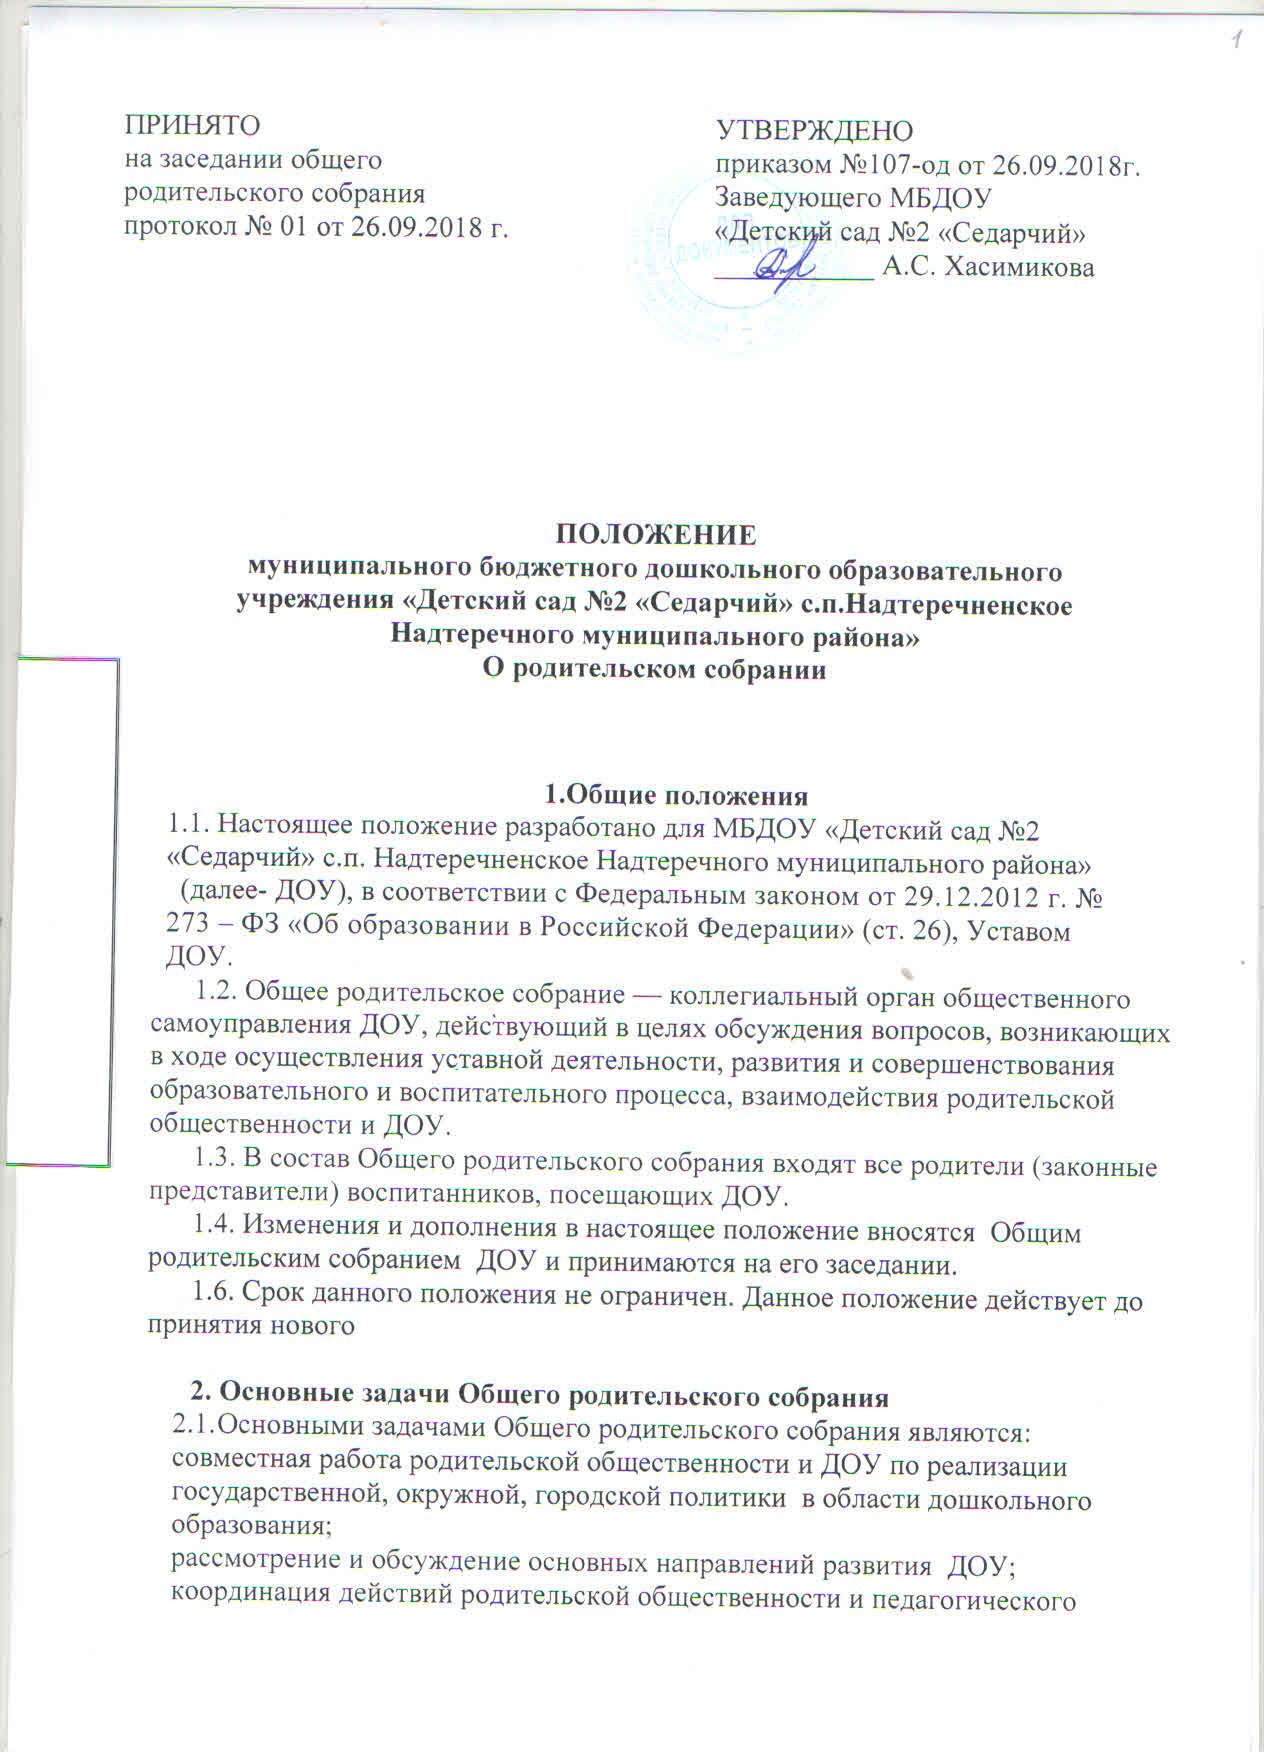 1
ПРИНЯТО
на заседании общего
родительского собрания
протокол № 01 от 26.09.2018 г.
УТВЕРЖДЕНО
приказом №107-од от 26.09.2018г.
Заведующего МБДОУ
«Детский сад №2 «Седарчий»
А.С. Хасимикова
ДЛЯ
ДОКУМЕНТОВ
ПОЛОЖЕНИЕ
муниципального бюджетного дошкольного образовательного
учреждения «Детский сад №2 «Седарчий» с.п.Надтеречненское
Надтеречного муниципального района»
О родительском собрании
1.Общие положения
1.1. Настоящее положение разработано для МБДОУ «Детский сад №2
«Седарчий» с.п. Надтеречненское Надтеречного муниципального района»
(далее- ДОУ), в соответствии с Федеральным законом от 29.12.2012 г. №
273 – ФЗ «Об образовании в Российской Федерации» (ст. 26), Уставом
ДОУ.
1.2. Общее родительское собрание — коллегиальный орган общественного
самоуправления ДОУ, действующий в целях обсуждения вопросов, возникающих
в ходе осуществления уставной деятельности, развития и совершенствования
образовательного и воспитательного процесса, взаимодействия родительской
общественности и ДОУ.
1.3. В состав Общего родительского собрания входят все родители (законные
представители) воспитанников, посещающих ДОУ.
1.4. Изменения и дополнения в настоящее положение вносятся  Общим
родительским собранием  ДОУ и принимаются на его заседании.
1.6. Срок данного положения не ограничен. Данное положение действует до
принятия нового
2. Основные задачи Общего родительского собрания
2.1.Основными задачами Общего родительского собрания являются:
совместная работа родительской общественности и ДОУ по реализации
государственной, окружной, городской политики  в области дошкольного
образования;
рассмотрение и обсуждение основных направлений развития  ДОУ;
координация действий родительской общественности и педагогического